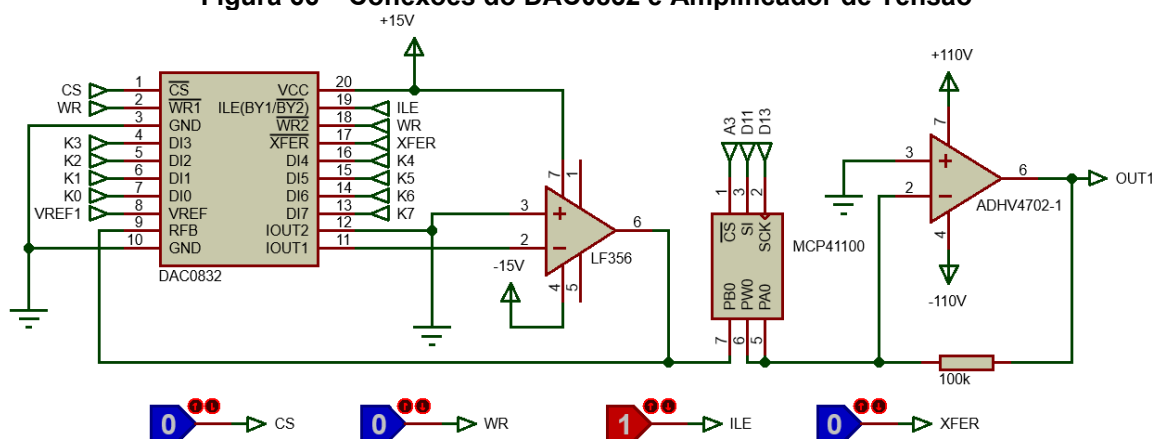 Figura 06 – Conexões do DAC0832 e Amplificador de Tensão
+15V
CS 1 CS VCC 20
WR 2 WR1 ILE(BY1/BY2) 19 ILE
3 GND WR2 18 WR
K3 4 DI3 XFER 17 XFER
K2 5 DI2 DI4 16 K4
K1 6 DI1 DI5 15 K5
K0 7 DI0 DI6 14 K6
VREF1 8 VREF DI7 13 K7
9 RFB IOUT2 12
10 GND IOUT1 11
DAC0832
7 1
3 +
2 -
6
4 5
-15V
LF356
A3 D11 D13
1 3 2
CS SI SCK
MCP41100
PB0 PW0 PA0
7 6 5
+110V
7
3 +
2 -
6 OUT1
ADHV4702-1
4
-110V
100k
0 CS
0 WR
1 ILE
0 XFER